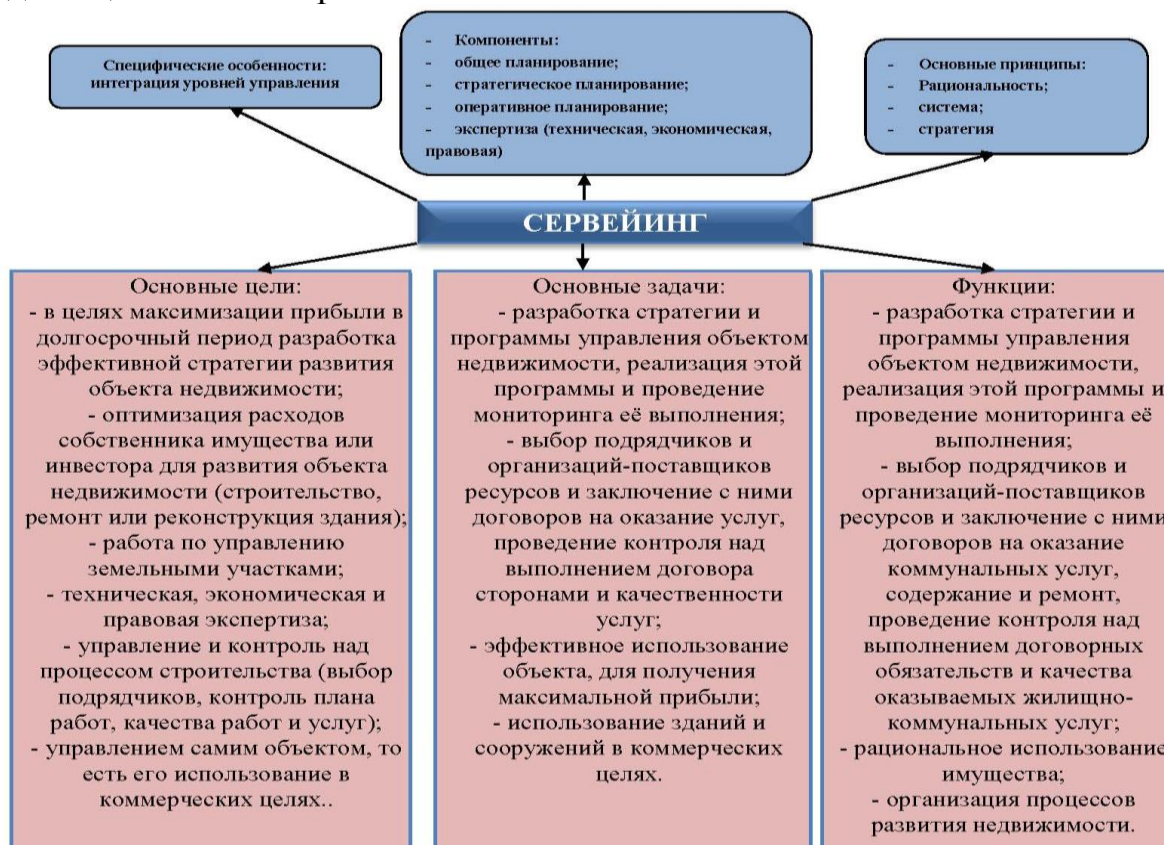 Специфические особенности:
интеграция уровней управления
- Компоненты:
- общее планирование;
- стратегическое планирование;
- оперативное планирование;
- экспертиза (техническая, экономическая,
правовая)
- Основные принципы:
- Рациональность;
- система;
- стратегия
СЕРВЕЙИНГ
Основные цели:
- в целях максимизации прибыли в
долгосрочный период разработка
эффективной стратегии развития
объекта недвижимости;
- оптимизация расходов
собственника имущества или
инвестора для развития объекта
недвижимости (строительство,
ремонт или реконструкция здания);
- работа по управлению
земельными участками;
- техническая, экономическая и
правовая экспертиза;
- управление и контроль над
процессом строительства (выбор
подрядчиков, контроль плана
работ, качества работ и услуг);
- управлением самим объектом, то
есть его использование в
коммерческих целях..
Основные задачи:
- разработка стратегии и
программы управления объектом
недвижимости, реализация этой
программы и проведение
мониторинга её выполнения;
- выбор подрядчиков и
организаций-поставщиков
ресурсов и заключение с ними
договоров на оказание услуг,
проведение контроля над
выполнением договора
сторонами и качественности
услуг;
- эффективное использование
объекта, для получения
максимальной прибыли;
- использование зданий и
сооружений в коммерческих
целях.
Функции:
- разработка стратегии и
программы управления
объектом недвижимости,
реализация этой программы и
проведение мониторинга её
выполнения;
- выбор подрядчиков и
организаций-поставщиков
ресурсов и заключение с ними
договоров на оказание
коммунальных услуг,
содержание и ремонт,
проведение контроля над
выполнением договорных
обязательств и качества
оказываемых жилищно-
коммунальных услуг;
- рациональное использование
имущества;
- организация процессов
развития недвижимости.